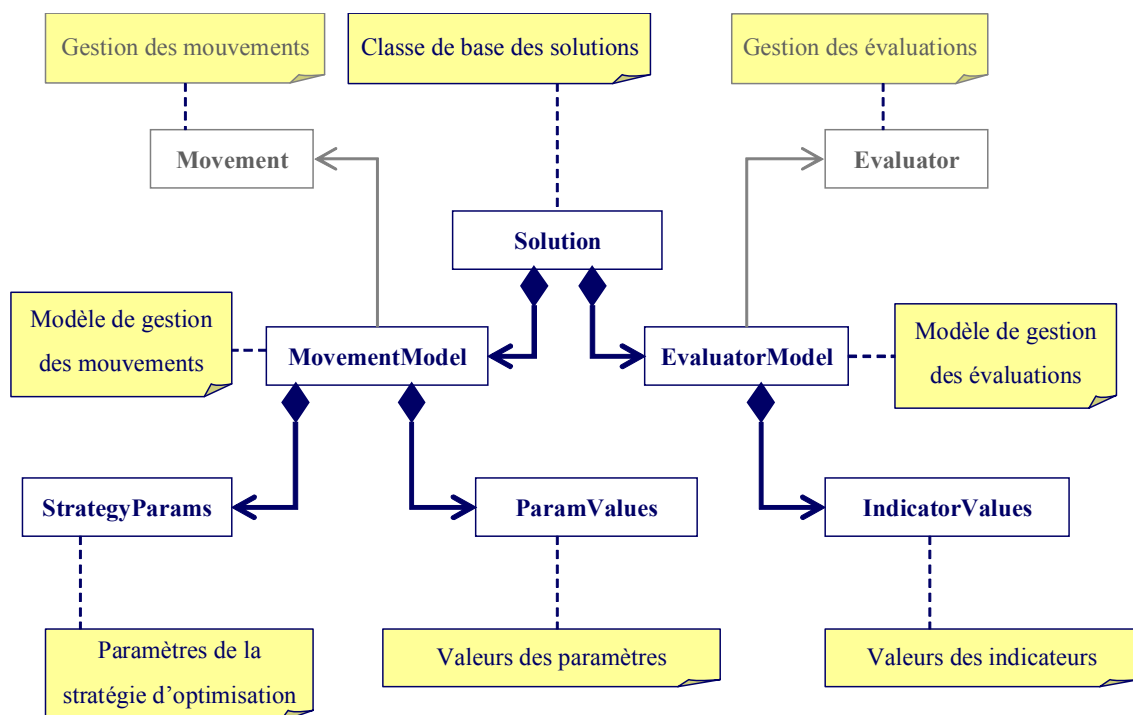 Gestion des mouvements
Classe de base des solutions
Gestion des évaluations
Movement
Evaluator
Solution
Modèle de gestion
des mouvements
MovementModel
EvaluatorModel
Modèle de gestion
des évaluations
StrategyParams
ParamValues
IndicatorValues
Paramètres de la
stratégie d’optimisation
Valeurs des paramètres
Valeurs des indicateurs